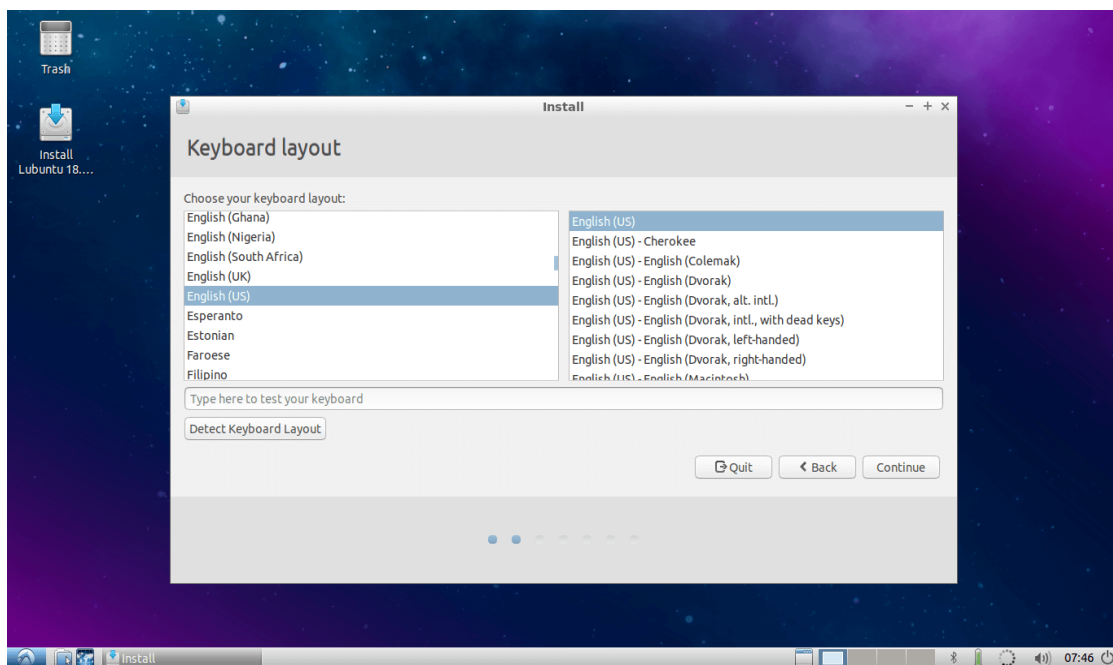 Trash
Install
Lubuntu 18....
Install
Keyboard layout
Choose your keyboard layout:
English (Ghana)
English (Nigeria)
English (South Africa)
English (UK)
English (US)
Esperanto
Estonian
Faroese
Filipino
English (US)
English (US) - Cherokee
English (US) - English (Colemak)
English (US) - English (Dvorak)
English (US) - English (Dvorak, alt. intl.)
English (US) - English (Dvorak, intl., with dead keys)
English (US) - English (Dvorak, left-handed)
English (US) - English (Dvorak, right-handed)
English (US) - English (Macintosh)
Type here to test your keyboard
Detect Keyboard Layout
Quit
Back
Continue
Install
07:46